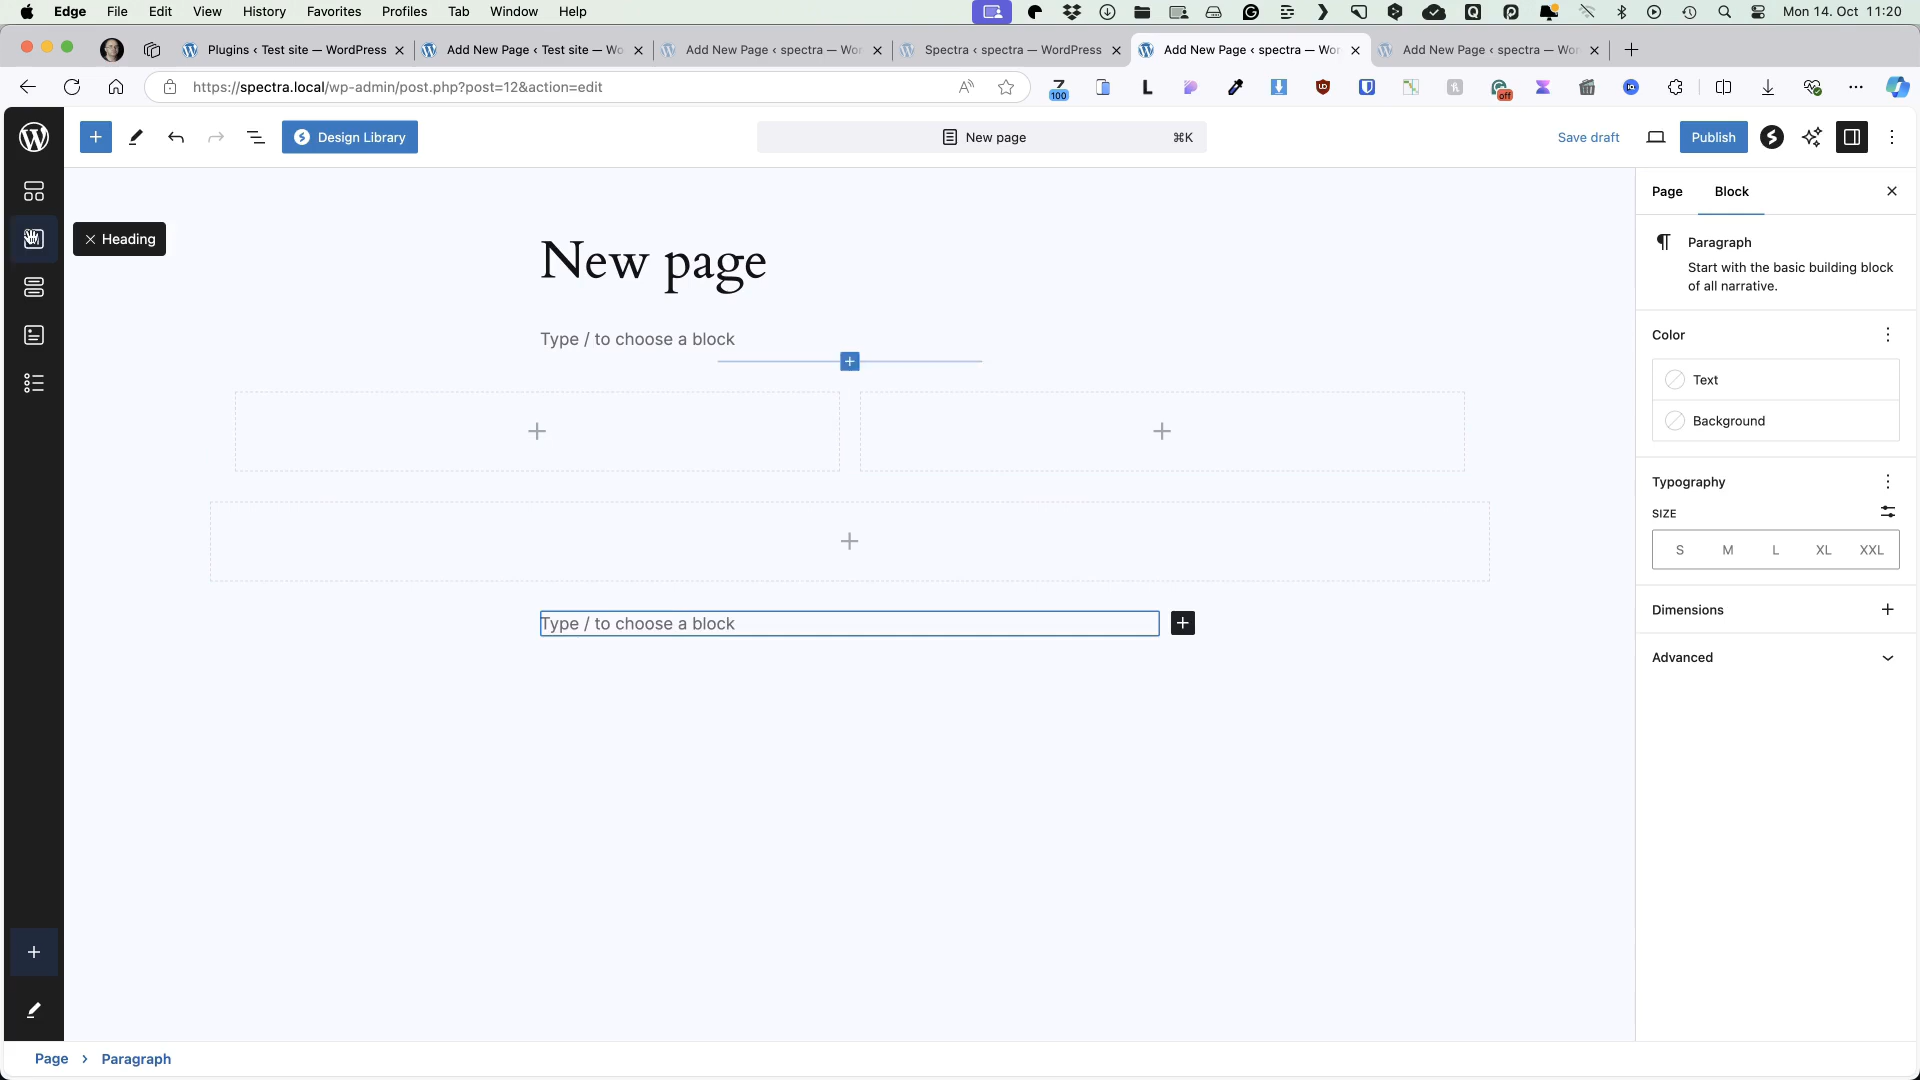 Edge File Edit View History Favorites Profiles Tab Window Help Mon 14. Oct 11:20
Plugins ‹ Test site — WordPress
Add New Page ‹ Test site — Wo
Add New Page ‹ spectra — Wor
Spectra ‹ spectra — WordPress
Add New Page ‹ spectra — Wor
Add New Page ‹ spectra — Wor
https://spectra.local/wp-admin/post.php?post=12&action=edit
100
off
Design Library
New page
⌘K
Save draft
Publish
Page
Block
Heading
New page
Type / to choose a block
Type / to choose a block
Paragraph
Start with the basic building block
of all narrative.
Color
Text
Background
Typography
SIZE
S M L XL XXL
Dimensions
Advanced
Page › Paragraph